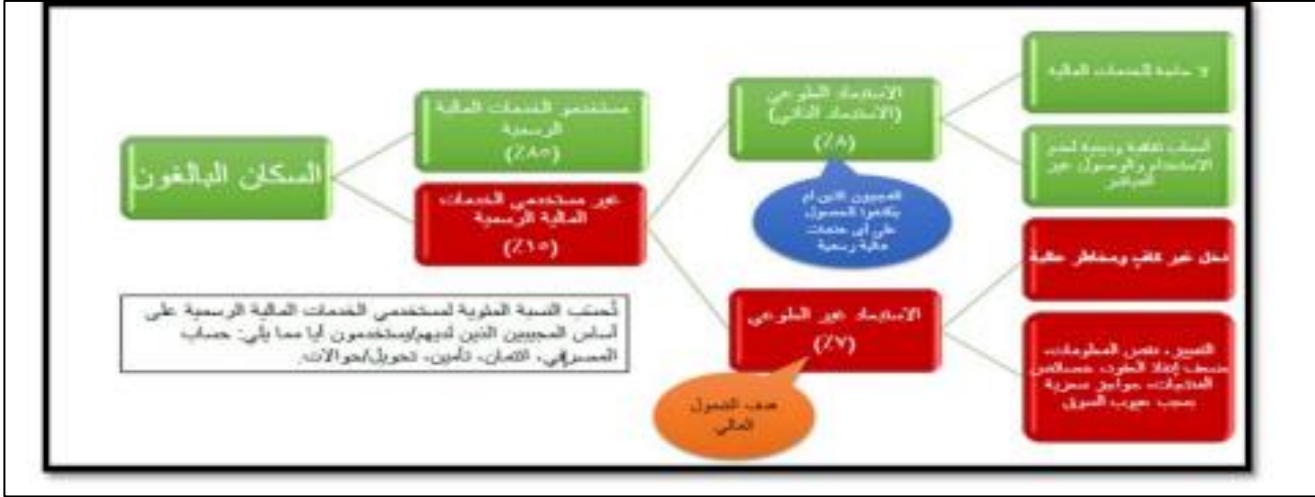 السكان البالغون
مستخدمو الخدمات المالية
الرسمية
(٨٥٪)
غير مستخدمي الخدمات
المالية الرسمية
(١٥٪)
الاستبعاد الطوعي
(الاستبعاد الذاتي)
(٨٪)
المجيبون الذين لم
الحصول
على أي خدمات
مالية رسمية
الاستبعاد غير الطوعي
(٧٪)
هدف الشمول
المالي
لا حاجة للخدمات المالية
أسباب ثقافية ودينية لعدم
الاستخدام والوصول غير
المباشر
دخل غير كافٍ ومخاطر عالية
التمييز، نقص المعلومات،
ضعف إنفاذ العقود، خصائص
المنتجات، حواجز سعرية
بسبب عيوب السوق
تُحسَب النسبة المئوية لمستخدمي الخدمات المالية الرسمية على
أساس المجيبين الذين لديهم/يستخدمون أيا مما يلي: حساب
ائتمان، تأمين، تحويل/حوالات.